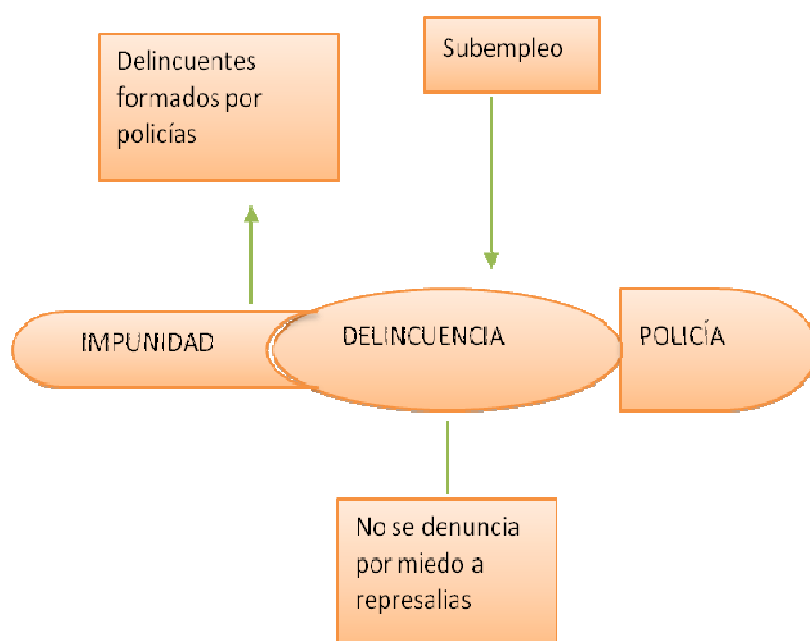 Delincuentes
formados por
policías
Subempleo
IMPUNIDAD
DELINCUENCIA
POLICÍA
No se denuncia
por miedo a
represalias